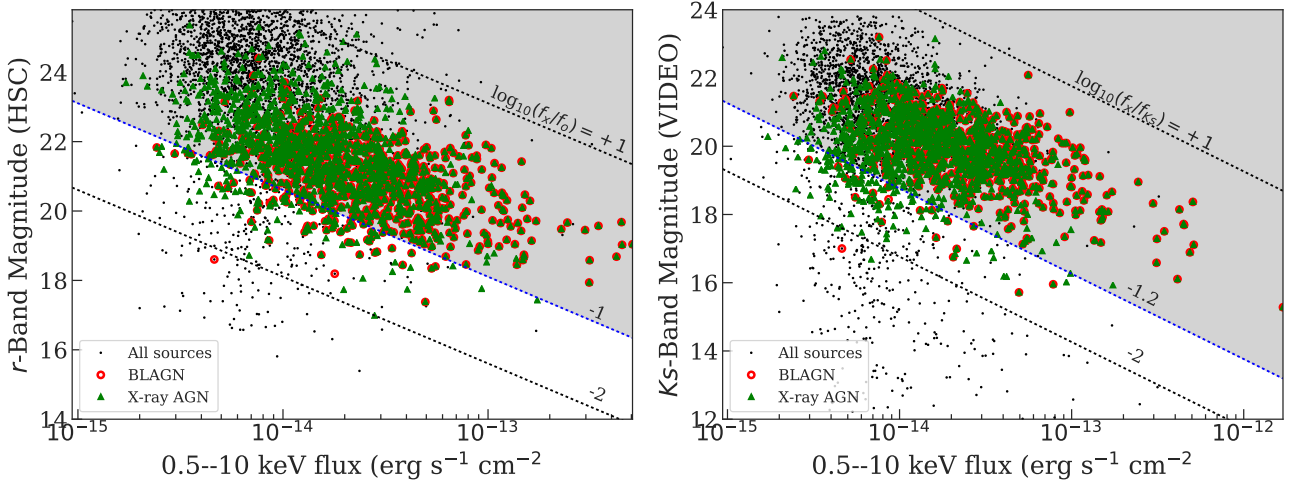 r-Band Magnitude (HSC)
24
22
20
18
16
14
log₁₀(fₓ/fₒ) = +1
-1
-2
All sources
BLAGN
X-ray AGN
10⁻¹⁵
10⁻¹⁴
10⁻¹³
0.5--10 keV flux (erg s⁻¹ cm⁻²
Ks-Band Magnitude (VIDEO)
24
22
20
18
16
14
12
log₁₀(fₓ/f_Ks) = +1
-1.2
-2
All sources
BLAGN
X-ray AGN
10⁻¹⁵
10⁻¹⁴
10⁻¹³
10⁻¹²
0.5--10 keV flux (erg s⁻¹ cm⁻²